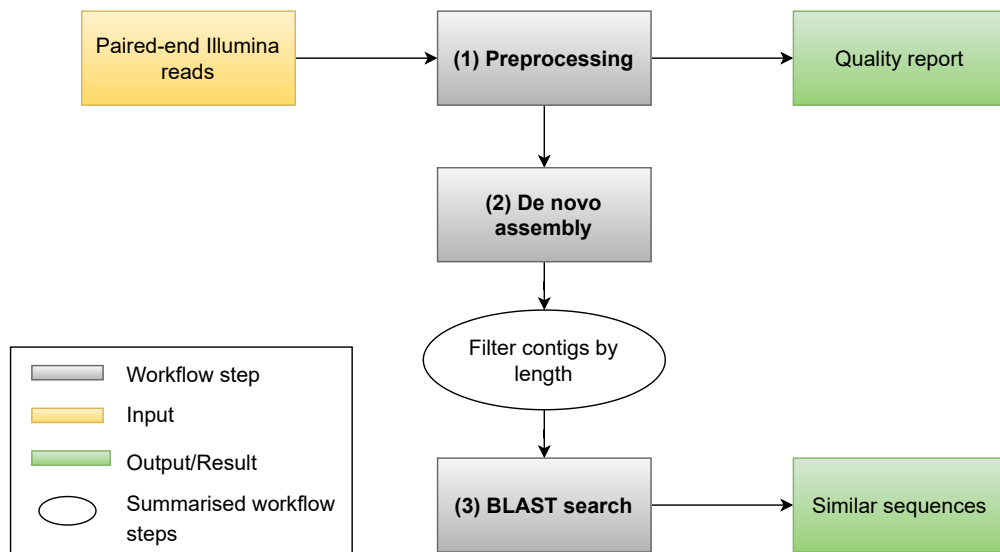 Paired-end Illumina
reads
(1) Preprocessing
Quality report
(2) De novo
assembly
Filter contigs by
length
Workflow step
Input
Output/Result
Summarised workflow
steps
(3) BLAST search
Similar sequences